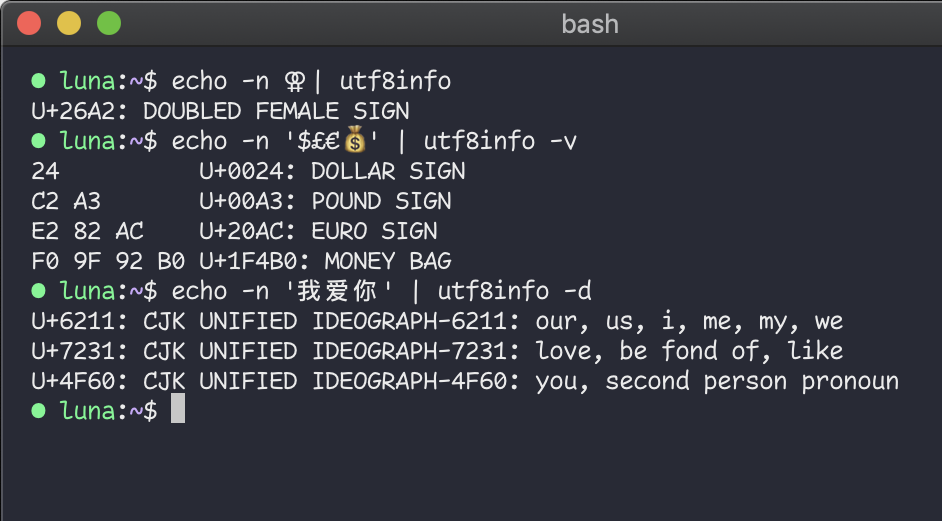 bash
● luna:~$ echo -n ⚢ | utf8info
U+26A2: DOUBLED FEMALE SIGN
● luna:~$ echo -n '$£€💰' | utf8info -v
24          U+0024: DOLLAR SIGN
C2 A3       U+00A3: POUND SIGN
E2 82 AC    U+20AC: EURO SIGN
F0 9F 92 B0 U+1F4B0: MONEY BAG
● luna:~$ echo -n '我爱你' | utf8info -d
U+6211: CJK UNIFIED IDEOGRAPH-6211: our, us, i, me, my, we
U+7231: CJK UNIFIED IDEOGRAPH-7231: love, be fond of, like
U+4F60: CJK UNIFIED IDEOGRAPH-4F60: you, second person pronoun
● luna:~$